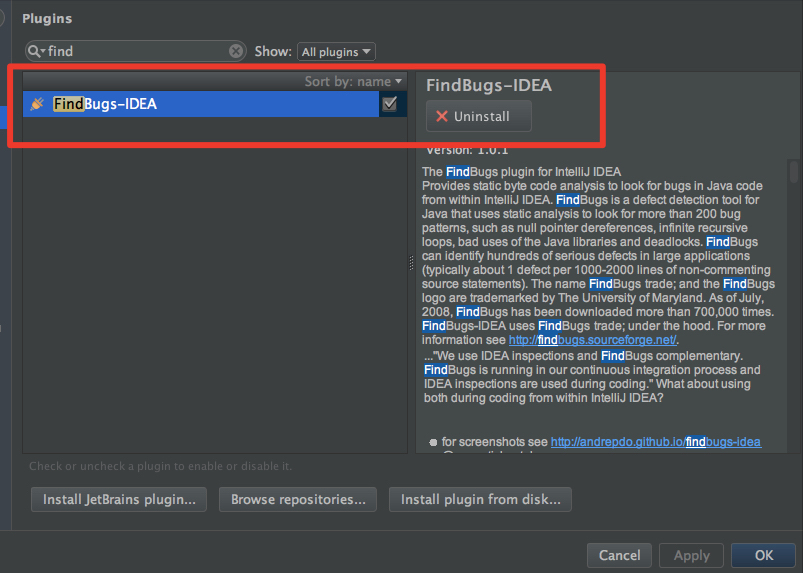 Plugins
find
Show: All plugins
Sort by: name
FindBugs-IDEA
FindBugs-IDEA
Uninstall
Version: 1.0.1
The FindBugs plugin for IntelliJ IDEA
Provides static byte code analysis to look for bugs in Java code
from within IntelliJ IDEA. FindBugs is a defect detection tool for
Java that uses static analysis to look for more than 200 bug
patterns, such as null pointer dereferences, infinite recursive
loops, bad uses of the Java libraries and deadlocks. FindBugs
can identify hundreds of serious defects in large applications
(typically about 1 defect per 1000-2000 lines of non-commenting
source statements). The name FindBugs trade; and the FindBugs
logo are trademarked by The University of Maryland. As of July,
2008, FindBugs has been downloaded more than 700,000 times.
FindBugs-IDEA uses FindBugs trade; under the hood. For more
information see http://findbugs.sourceforge.net/.
..."We use IDEA inspections and FindBugs complementary.
FindBugs is running in our continuous integration process and
IDEA inspections are used during coding." What about using
both during coding from within IntelliJ IDEA?
for screenshots see http://andrepdo.github.io/findbugs-idea
Check or uncheck a plugin to enable or disable it.
Install JetBrains plugin...
Browse repositories...
Install plugin from disk...
Cancel
Apply
OK